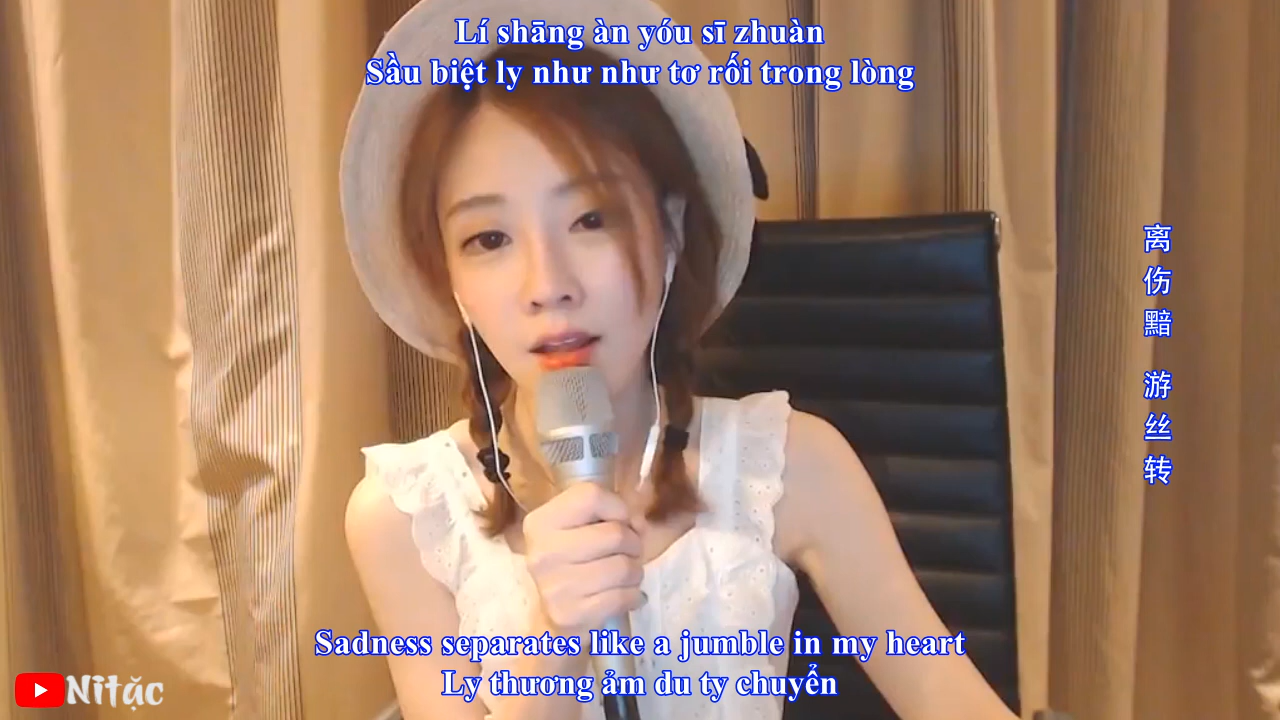 Lí shāng àn yóu sī zhuàn
Sầu biệt ly như như tơ rối trong lòng
离伤黯 游丝转
Sadness separates like a jumble in my heart
Ly thương ảm du ty chuyển
Nitặc